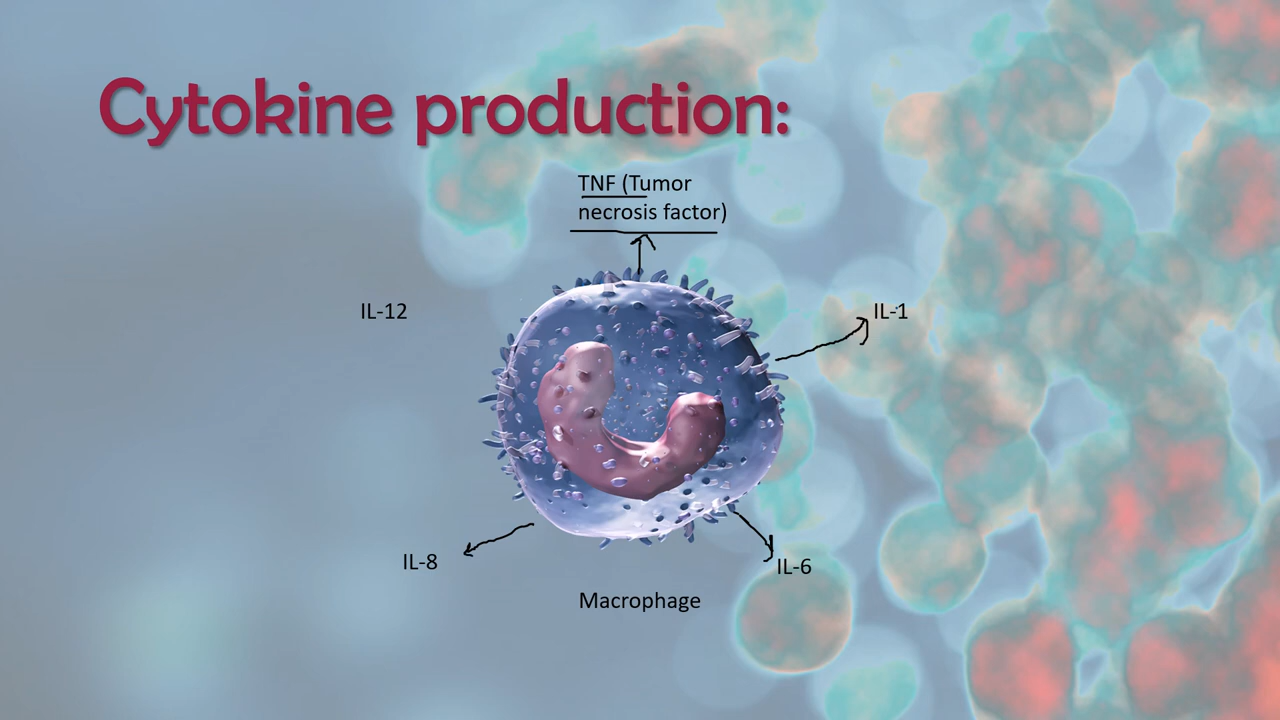 Cytokine production:
TNF (Tumor
necrosis factor)
IL-12
IL-1
IL-8
IL-6
Macrophage